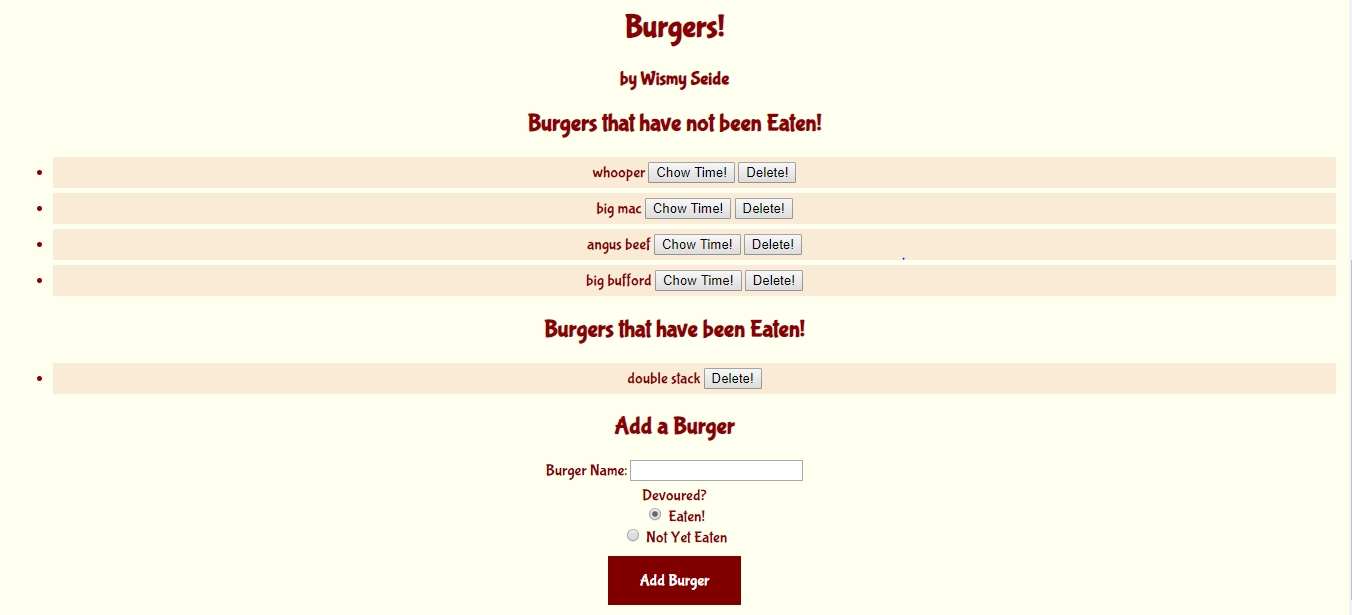 Burgers!
by Wismy Seide
Burgers that have not been Eaten!
whooper Chow Time! Delete!
big mac Chow Time! Delete!
angus beef Chow Time! Delete!
big bufford Chow Time! Delete!
Burgers that have been Eaten!
double stack Delete!
Add a Burger
Burger Name:
Devoured?
Eaten!
Not Yet Eaten
Add Burger